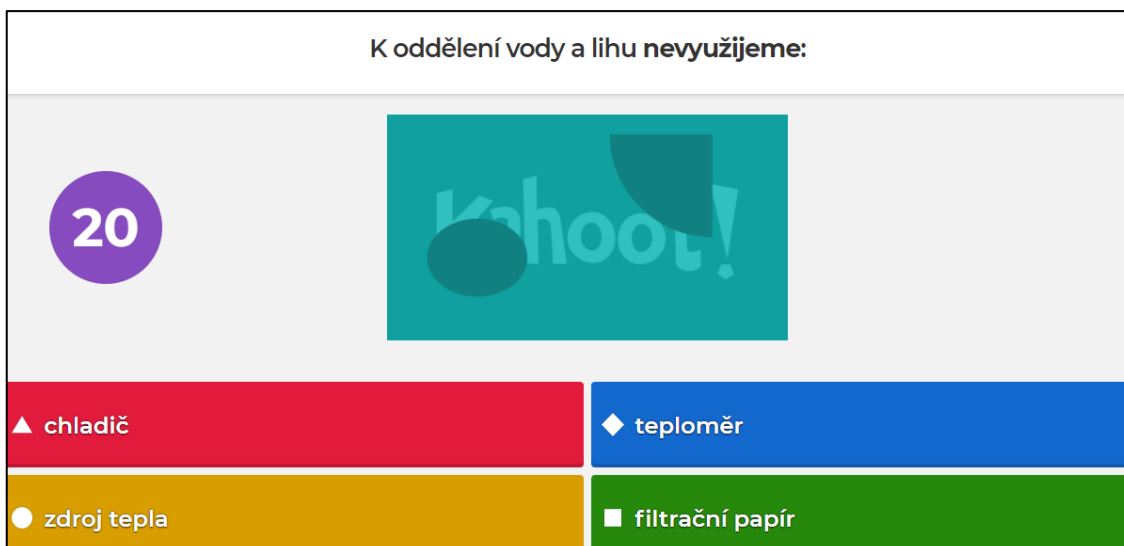 K oddělení vody a lihu nevyužijeme:
20
Kahoot!
chladič
teploměr
zdroj tepla
filtrační papír